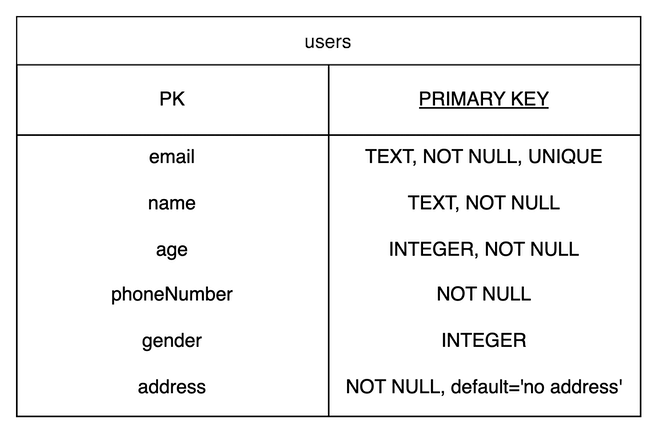 users
PK PRIMARY KEY
email TEXT, NOT NULL, UNIQUE
name TEXT, NOT NULL
age INTEGER, NOT NULL
phoneNumber NOT NULL
gender INTEGER
address NOT NULL, default='no address'